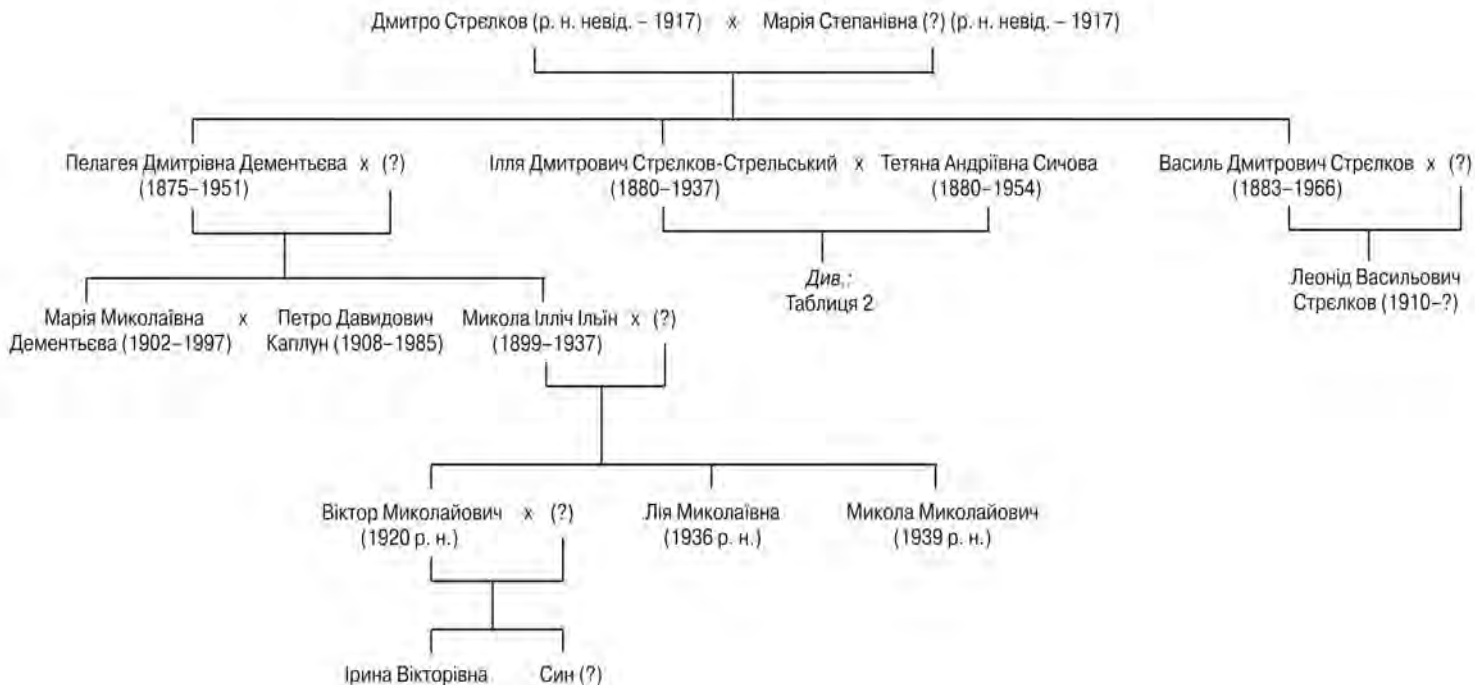 Дмитро Стрєлков (р. н. невід. – 1917) х Марія Степанівна (?) (р. н. невід. – 1917)
Пелагея Дмитрівна Дементьєва х (?)
(1875–1951)
Ілля Дмитрович Стрєлков-Стрельський х Тетяна Андріївна Сичова
(1880–1937) (1880–1954)
Василь Дмитрович Стрєлков х (?)
(1883–1966)
Марія Миколаївна х Петро Давидович
Дементьєва (1902–1997) Каплун (1908–1985)
Микола Ілліч Ільїн х (?)
(1899–1937)
Див,:
Таблиця 2
Леонід Васильович
Стрєлков (1910–?)
Віктор Миколайович х (?)
(1920 р. н.)
Лія Миколаївна
(1936 р. н.)
Микола Миколайович
(1939 р. н.)
Ірина Вікторівна Син (?)